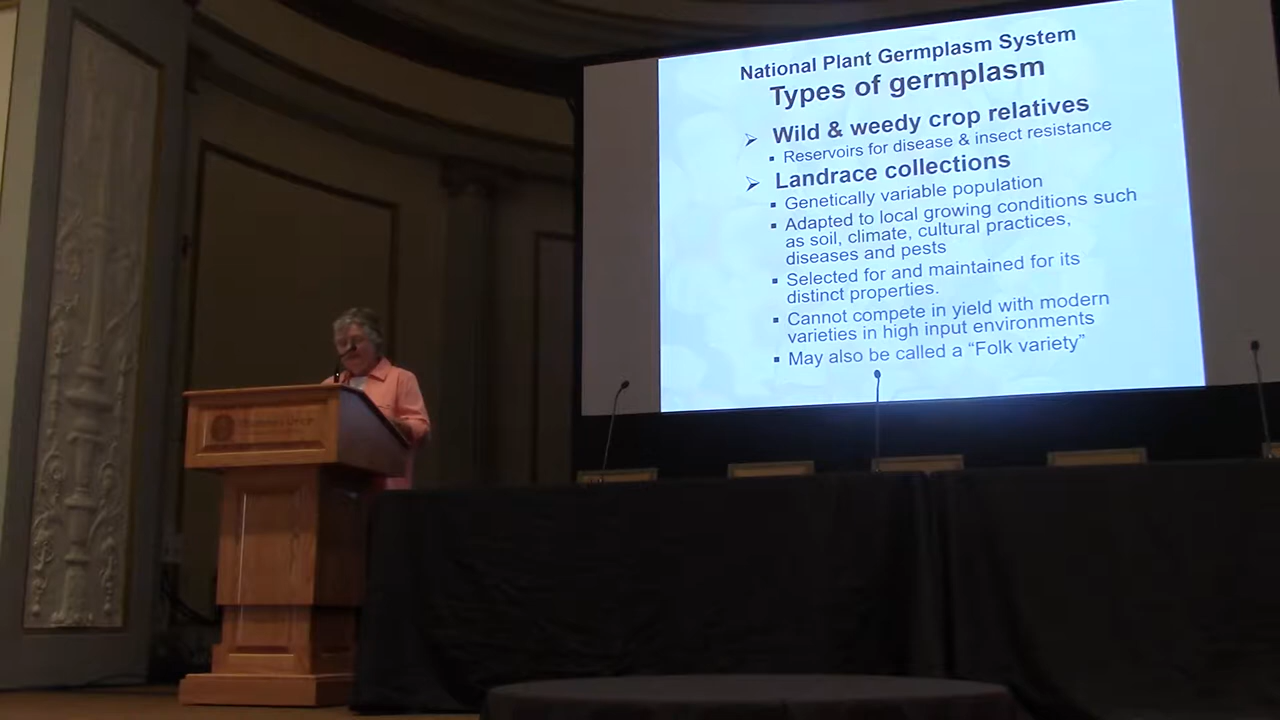 National Plant Germplasm System
Types of germplasm
Wild & weedy crop relatives
Reservoirs for disease & insect resistance
Landrace collections
Genetically variable population
Adapted to local growing conditions such
as soil, climate, cultural practices,
diseases and pests
Selected for and maintained for its
distinct properties.
Cannot compete in yield with modern
varieties in high input environments
May also be called a “Folk variety”